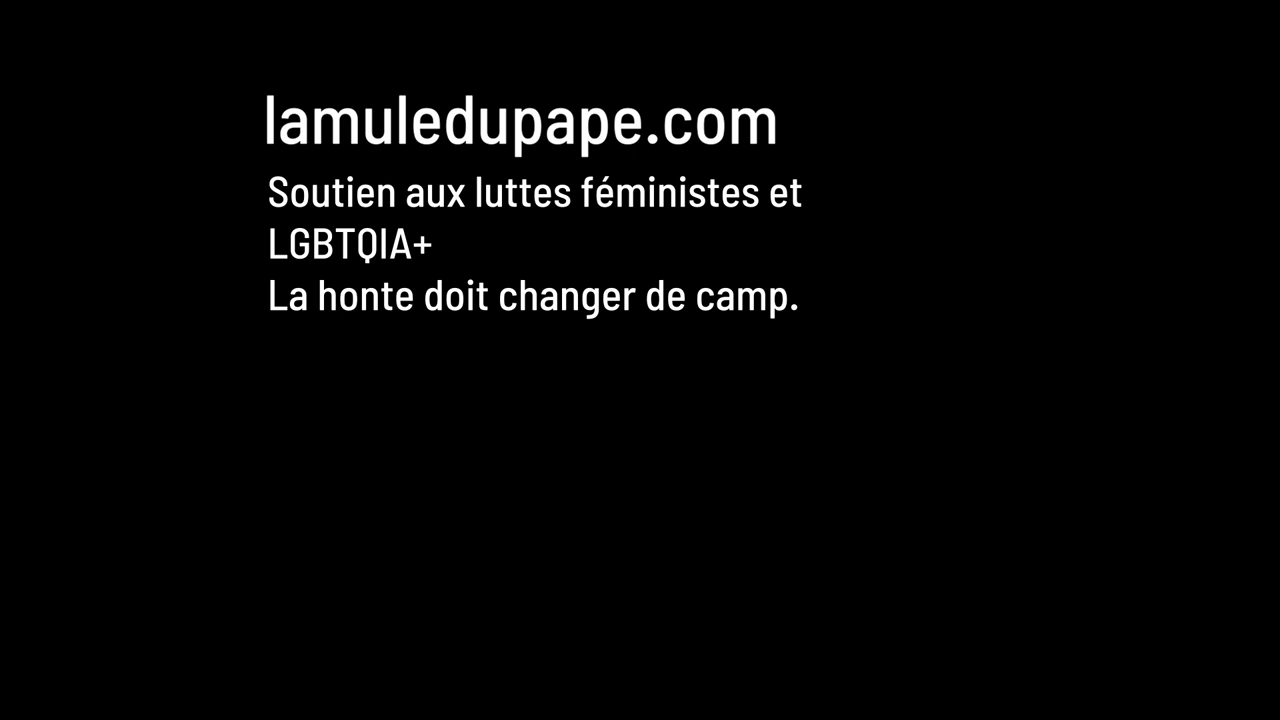 lamuledupape.com
Soutien aux luttes féministes et
LGBTQIA+
La honte doit changer de camp.